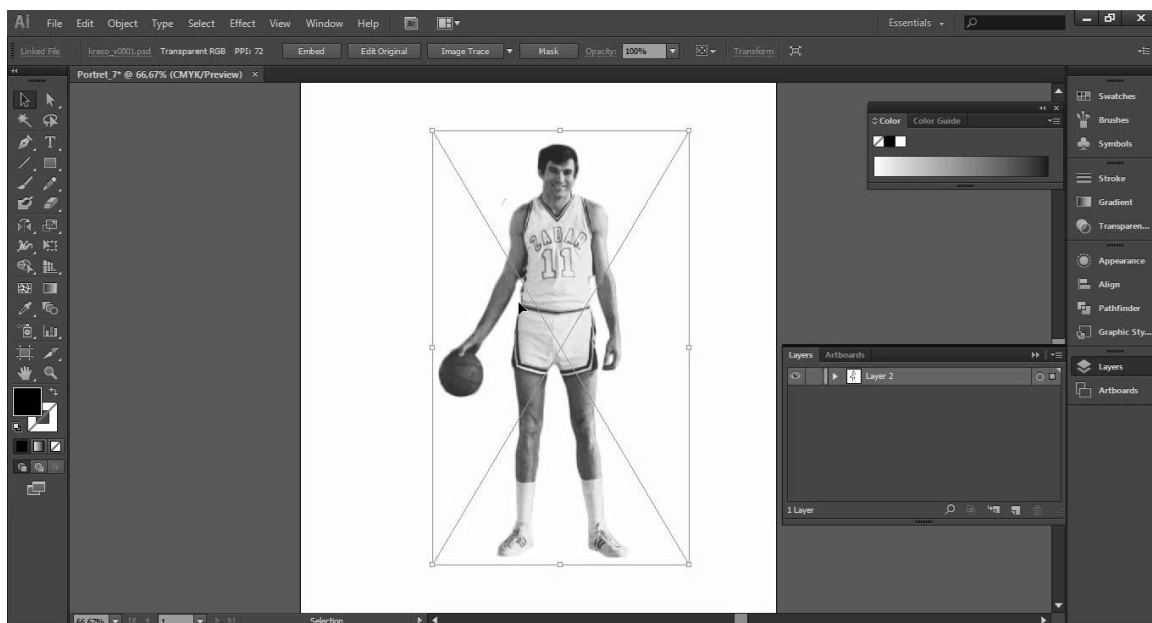 Ai File Edit Object Type Select Effect View Window Help Br Essentials
Linked File kreso_v0001.psd Transparent RGB PPI: 72 Embed Edit Original Image Trace Mask Opacity: 100% Transform
Portret_7* @ 66,67% (CMYK/Preview) ×
Color Color Guide
Swatches
Brushes
Symbols
Stroke
Gradient
Transparen...
Appearance
Align
Pathfinder
Graphic Sty...
Layers
Artboards
ZADAR
11
Layers Artboards
Layer 2
1 Layer
66,67% 1 Selection